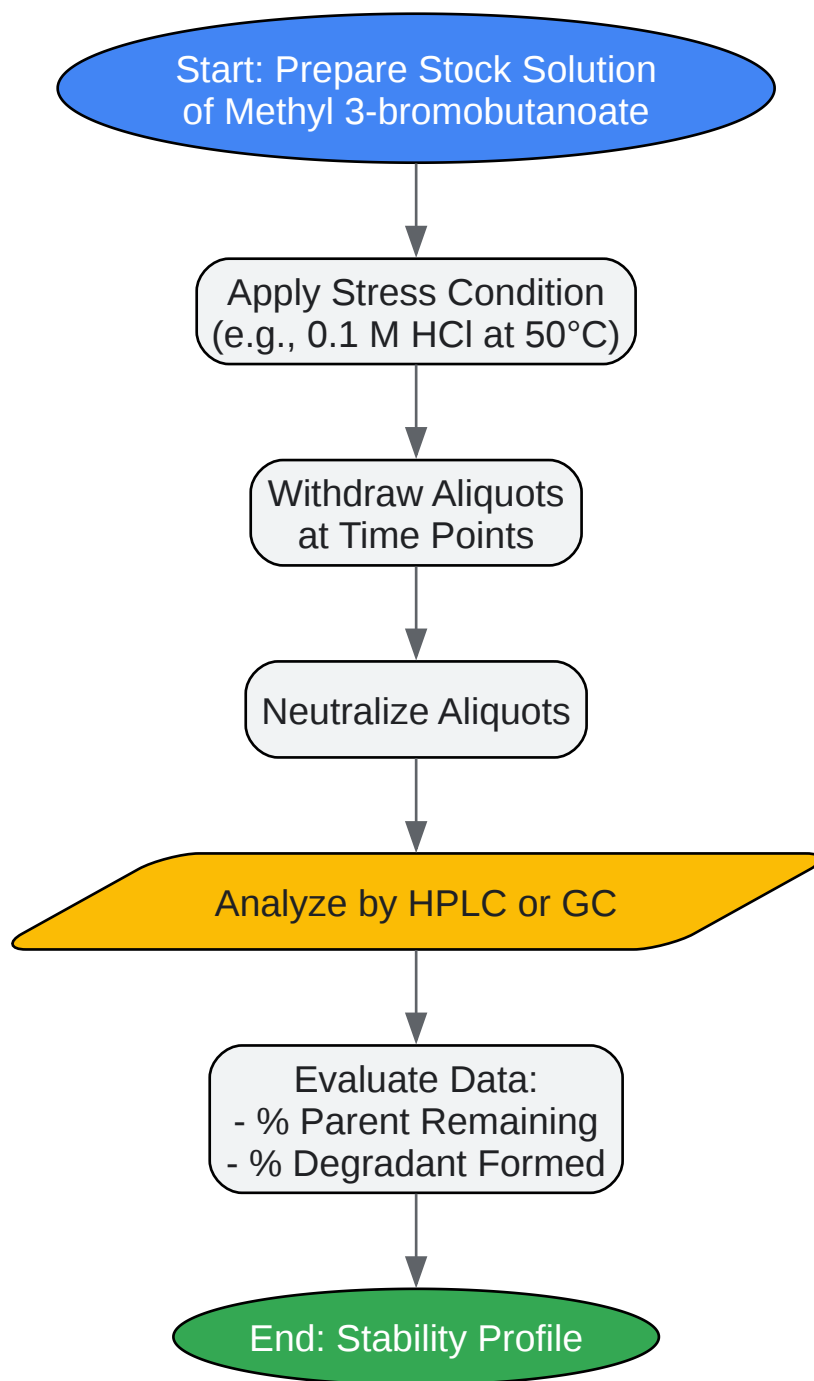 Start: Prepare Stock Solution
of Methyl 3-bromobutanoate
Apply Stress Condition
(e.g., 0.1 M HCl at 50°C)
Withdraw Aliquots
at Time Points
Neutralize Aliquots
Analyze by HPLC or GC
Evaluate Data:
- % Parent Remaining
- % Degradant Formed
End: Stability Profile